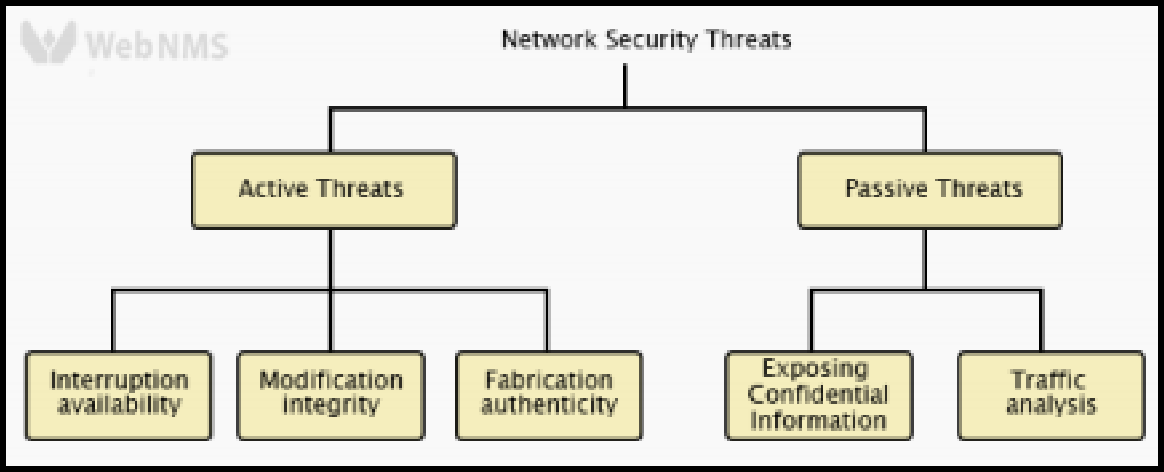 WebNMS
Network Security Threats
Active Threats
Passive Threats
Interruption
availability
Modification
integrity
Fabrication
authenticity
Exposing
Confidential
Information
Traffic
analysis